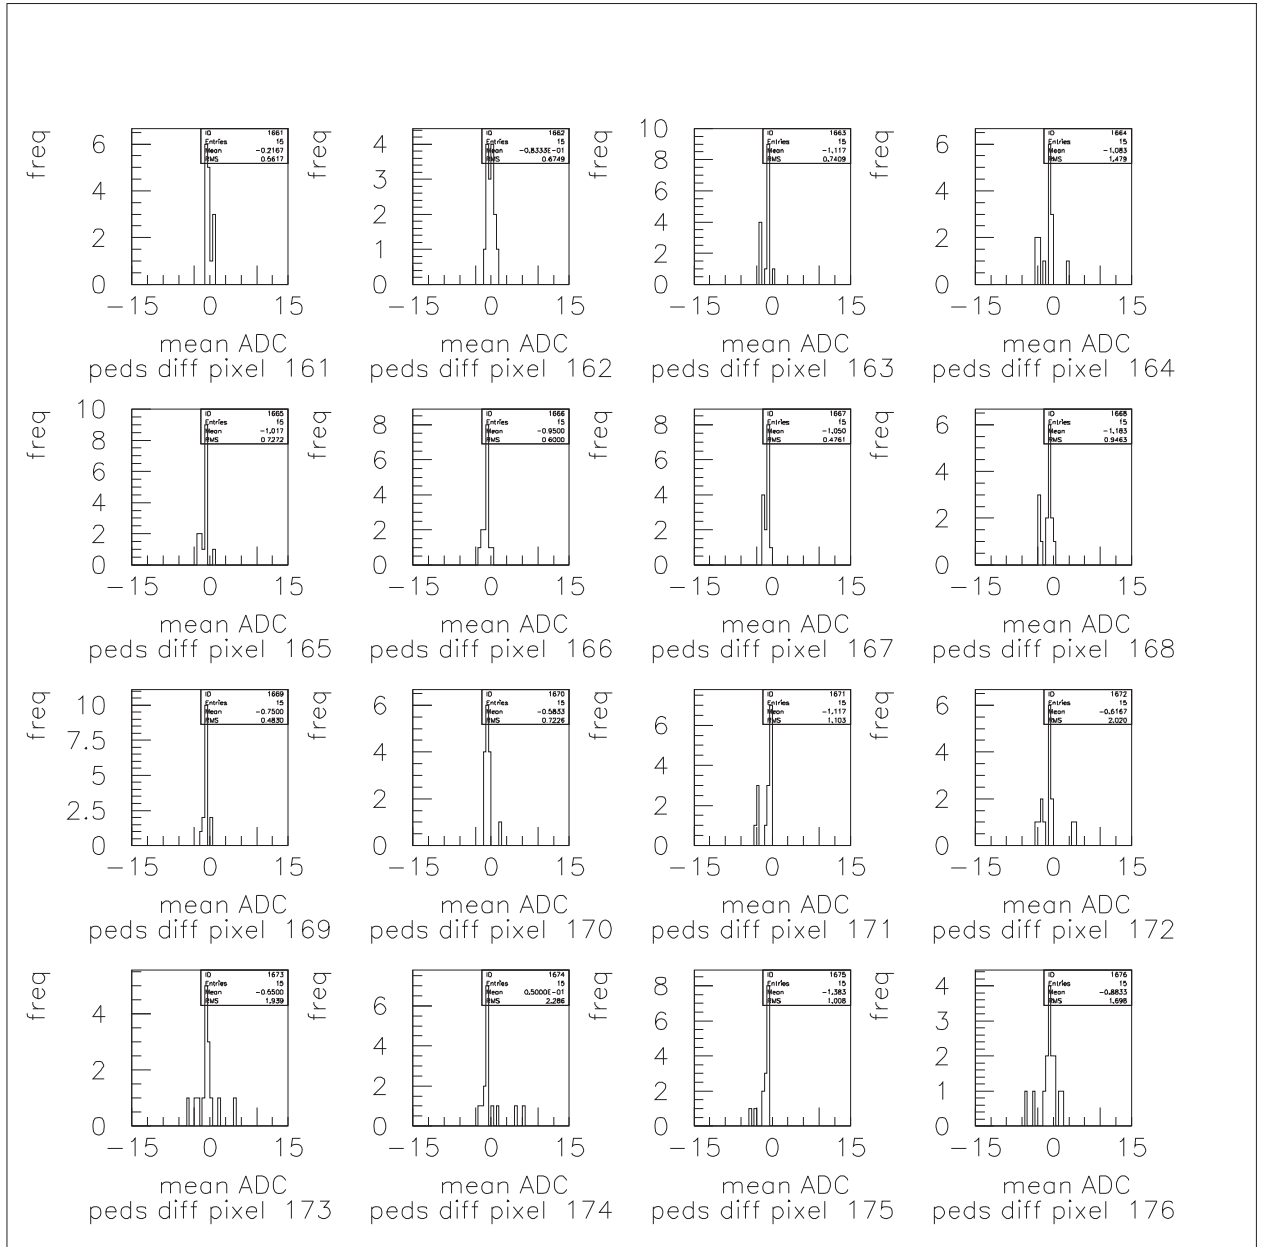 freq
10
8
6
4
2
0
-15 0 15
mean ADC
peds diff pixel 161
ID 1661
Entries 15
Mean -0.2167
RMS 0.5617
freq
4
3
2
1
0
-15 0 15
mean ADC
peds diff pixel 162
ID 1662
Entries 15
Mean -0.8333E-01
RMS 0.6749
freq
10
8
6
4
2
0
-15 0 15
mean ADC
peds diff pixel 163
ID 1663
Entries 15
Mean -1.117
RMS 0.7409
freq
6
4
2
0
-15 0 15
mean ADC
peds diff pixel 164
ID 1664
Entries 15
Mean -1.083
RMS 1.479
freq
10
8
6
4
2
0
-15 0 15
mean ADC
peds diff pixel 165
ID 1665
Entries 15
Mean -1.017
RMS 0.7272
freq
8
6
4
2
0
-15 0 15
mean ADC
peds diff pixel 166
ID 1666
Entries 15
Mean -0.9500
RMS 0.6000
freq
8
6
4
2
0
-15 0 15
mean ADC
peds diff pixel 167
ID 1667
Entries 15
Mean -1.050
RMS 0.4761
freq
6
4
2
0
-15 0 15
mean ADC
peds diff pixel 168
ID 1668
Entries 15
Mean -1.183
RMS 0.9463
freq
10
7.5
5
2.5
0
-15 0 15
mean ADC
peds diff pixel 169
ID 1669
Entries 15
Mean -0.7500
RMS 0.4830
freq
6
4
2
0
-15 0 15
mean ADC
peds diff pixel 170
ID 1670
Entries 15
Mean -0.5833
RMS 0.7226
freq
6
4
2
0
-15 0 15
mean ADC
peds diff pixel 171
ID 1671
Entries 15
Mean -1.117
RMS 1.103
freq
6
4
2
0
-15 0 15
mean ADC
peds diff pixel 172
ID 1672
Entries 15
Mean -0.6167
RMS 2.020
freq
4
2
0
-15 0 15
mean ADC
peds diff pixel 173
ID 1673
Entries 15
Mean -0.6500
RMS 1.939
freq
6
4
2
0
-15 0 15
mean ADC
peds diff pixel 174
ID 1674
Entries 15
Mean 0.5000E-01
RMS 2.286
freq
8
6
4
2
0
-15 0 15
mean ADC
peds diff pixel 175
ID 1675
Entries 15
Mean -1.383
RMS 1.008
freq
4
3
2
1
0
-15 0 15
mean ADC
peds diff pixel 176
ID 1676
Entries 15
Mean -0.8833
RMS 1.698